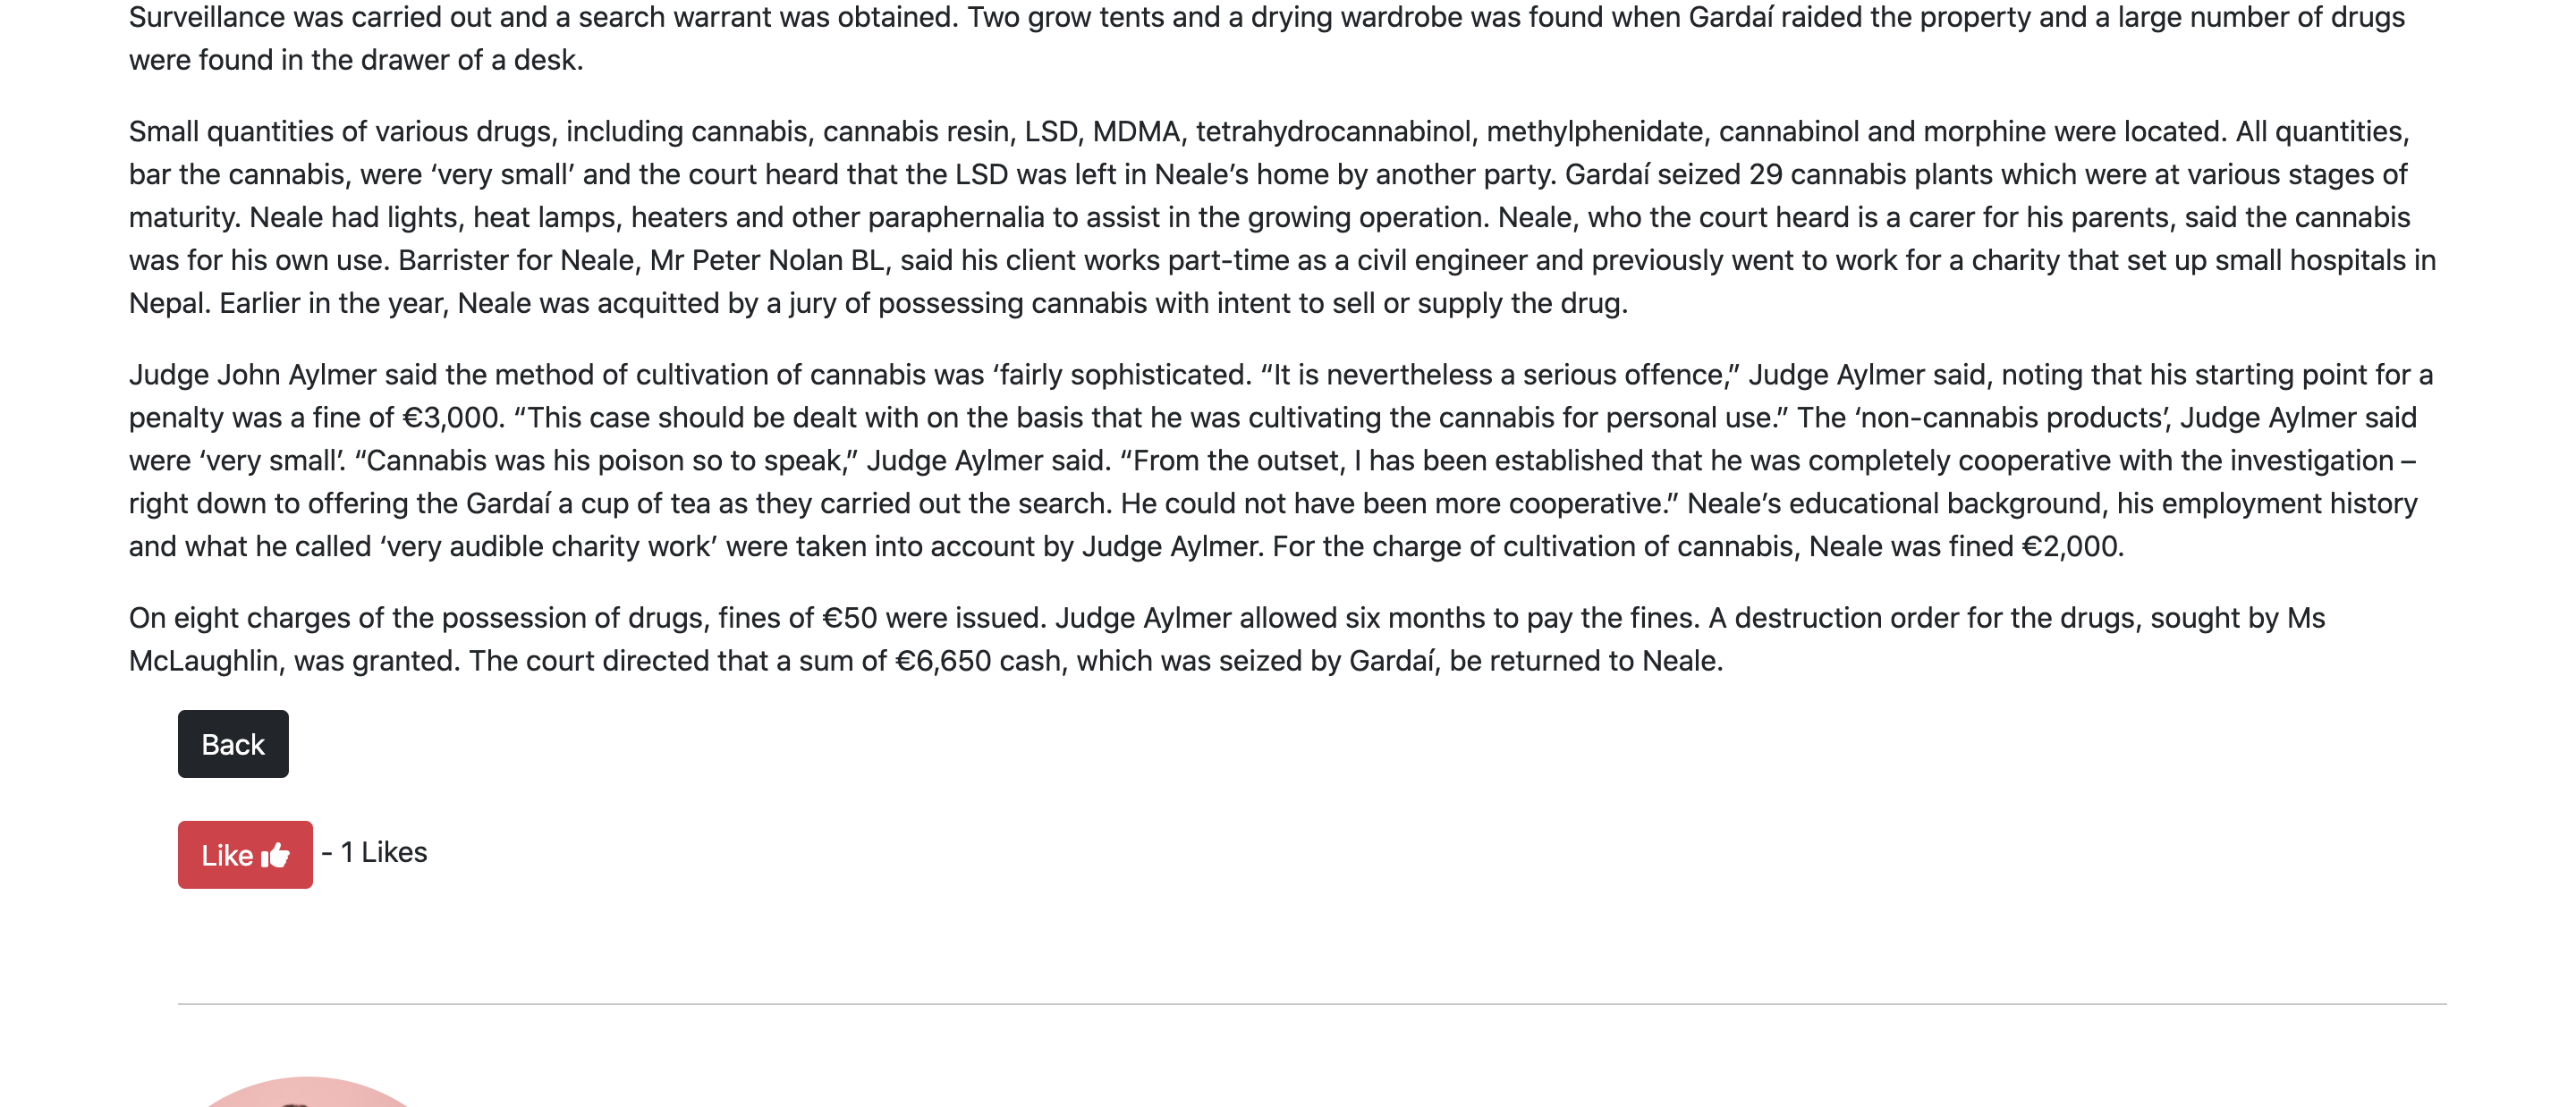 Surveillance was carried out and a search warrant was obtained. Two grow tents and a drying wardrobe was found when Gardaí raided the property and a large number of drugs
were found in the drawer of a desk.
Small quantities of various drugs, including cannabis, cannabis resin, LSD, MDMA, tetrahydrocannabinol, methylphenidate, cannabinol and morphine were located. All quantities,
bar the cannabis, were ‘very small’ and the court heard that the LSD was left in Neale’s home by another party. Gardaí seized 29 cannabis plants which were at various stages of
maturity. Neale had lights, heat lamps, heaters and other paraphernalia to assist in the growing operation. Neale, who the court heard is a carer for his parents, said the cannabis
was for his own use. Barrister for Neale, Mr Peter Nolan BL, said his client works part-time as a civil engineer and previously went to work for a charity that set up small hospitals in
Nepal. Earlier in the year, Neale was acquitted by a jury of possessing cannabis with intent to sell or supply the drug.
Judge John Aylmer said the method of cultivation of cannabis was ‘fairly sophisticated. “It is nevertheless a serious offence,” Judge Aylmer said, noting that his starting point for a
penalty was a fine of €3,000. “This case should be dealt with on the basis that he was cultivating the cannabis for personal use.” The ‘non-cannabis products’, Judge Aylmer said
were ‘very small’. “Cannabis was his poison so to speak,” Judge Aylmer said. “From the outset, I has been established that he was completely cooperative with the investigation –
right down to offering the Gardaí a cup of tea as they carried out the search. He could not have been more cooperative.” Neale’s educational background, his employment history
and what he called ‘very audible charity work’ were taken into account by Judge Aylmer. For the charge of cultivation of cannabis, Neale was fined €2,000.
On eight charges of the possession of drugs, fines of €50 were issued. Judge Aylmer allowed six months to pay the fines. A destruction order for the drugs, sought by Ms
McLaughlin, was granted. The court directed that a sum of €6,650 cash, which was seized by Gardaí, be returned to Neale.
Back
Like - 1 Likes